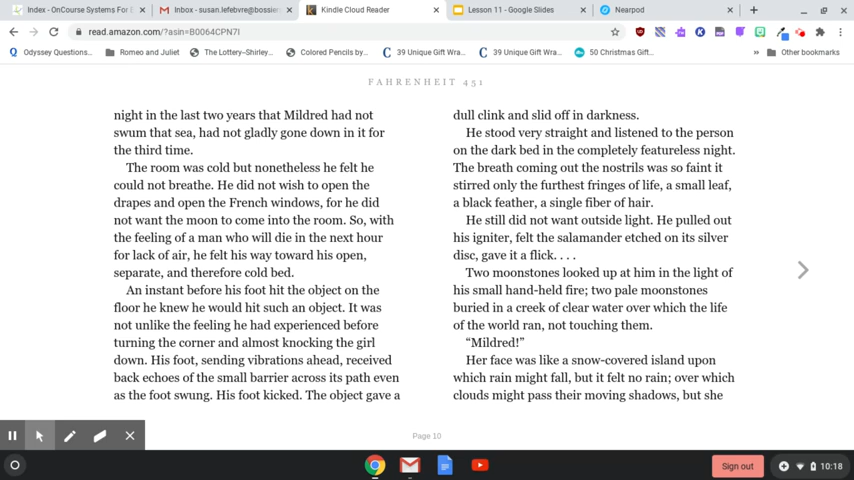 Index - OnCourse Systems For E
Gmail - susan.lefebvre@bossier
Kindle Cloud Reader
Lesson 11 - Google Slides
Nearpod
read.amazon.com/?asin=B0064CPN7I
Odyssey Questions...
Romeo and Juliet
The Lottery--Shirley...
Colored Pencils by...
39 Unique Gift Wra...
39 Unique Gift Wra...
50 Christmas Gift...
Other bookmarks
FAHRENHEIT 451
night in the last two years that Mildred had not
swum that sea, had not gladly gone down in it for
the third time.
The room was cold but nonetheless he felt he
could not breathe. He did not wish to open the
drapes and open the French windows, for he did
not want the moon to come into the room. So, with
the feeling of a man who will die in the next hour
for lack of air, he felt his way toward his open,
separate, and therefore cold bed.
An instant before his foot hit the object on the
floor he knew he would hit such an object. It was
not unlike the feeling he had experienced before
turning the corner and almost knocking the girl
down. His foot, sending vibrations ahead, received
back echoes of the small barrier across its path even
as the foot swung. His foot kicked. The object gave a
dull clink and slid off in darkness.
He stood very straight and listened to the person
on the dark bed in the completely featureless night.
The breath coming out the nostrils was so faint it
stirred only the furthest fringes of life, a small leaf,
a black feather, a single fiber of hair.
He still did not want outside light. He pulled out
his igniter, felt the salamander etched on its silver
disc, gave it a flick. . . .
Two moonstones looked up at him in the light of
his small hand-held fire; two pale moonstones
buried in a creek of clear water over which the life
of the world ran, not touching them.
“Mildred!”
Her face was like a snow-covered island upon
which rain might fall, but it felt no rain; over which
clouds might pass their moving shadows, but she
Page 10
Sign out
10:18